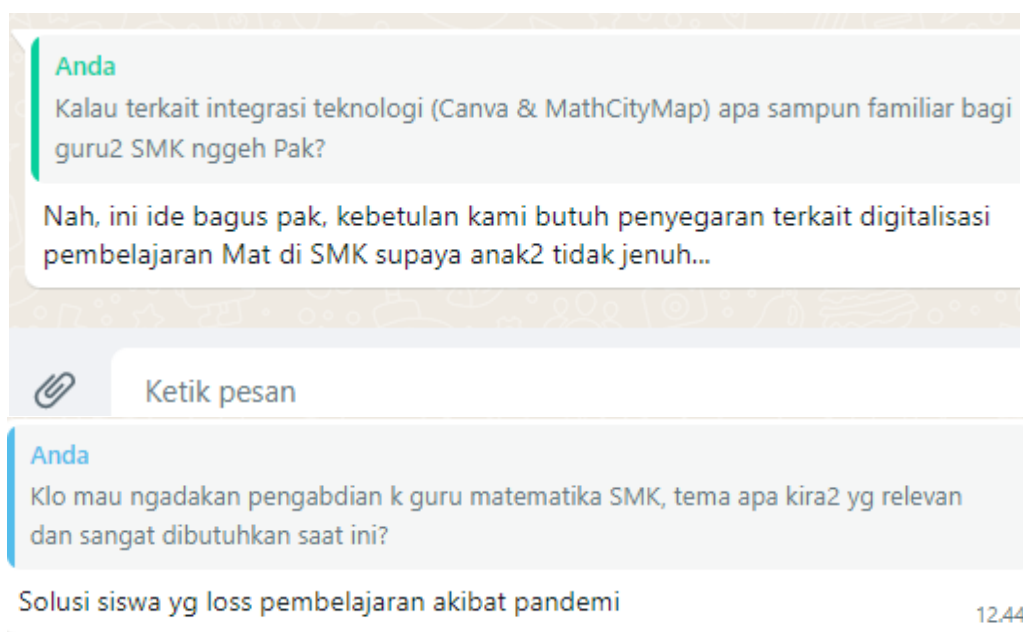 Anda
Kalau terkait integrasi teknologi (Canva & MathCityMap) apa sampun familiar bagi
guru2 SMK nggeh Pak?
Nah, ini ide bagus pak, kebetulan kami butuh penyegaran terkait digitalisasi
pembelajaran Mat di SMK supaya anak2 tidak jenuh...
Ketik pesan
Anda
Klo mau ngadakan pengabdian k guru matematika SMK, tema apa kira2 yg relevan
dan sangat dibutuhkan saat ini?
Solusi siswa yg loss pembelajaran akibat pandemi
12.44